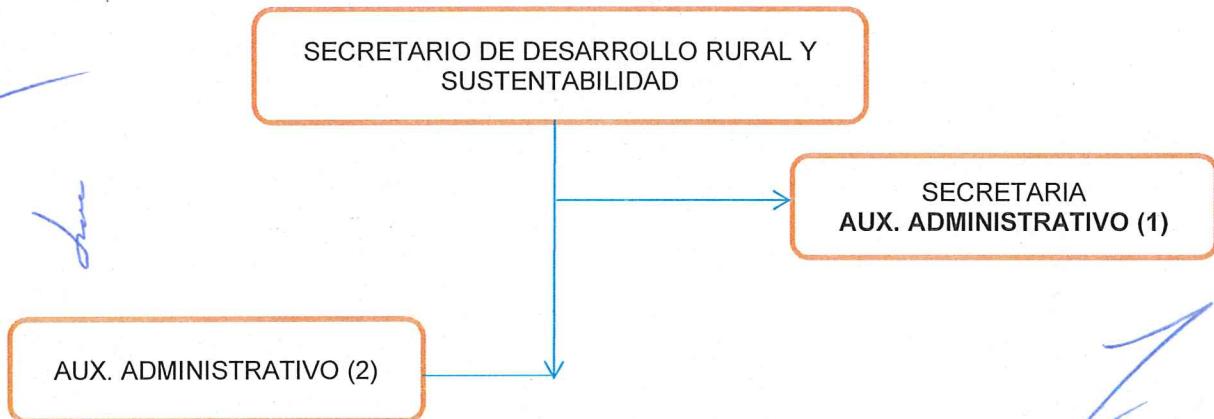 SECRETARIO DE DESARROLLO RURAL Y
SUSTENTABILIDAD
SECRETARIA
AUX. ADMINISTRATIVO (1)
AUX. ADMINISTRATIVO (2)